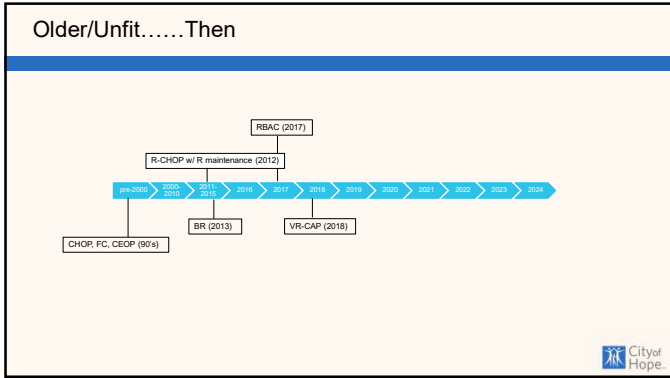 Older/Unfit……Then
RBAC (2017)
R-CHOP w/ R maintenance (2012)
pre-2000
2000-
2010
2011-
2015
2016
2017
2018
2019
2020
2021
2022
2023
2024
BR (2013)
VR-CAP (2018)
CHOP, FC, CEOP (90's)
City of
Hope